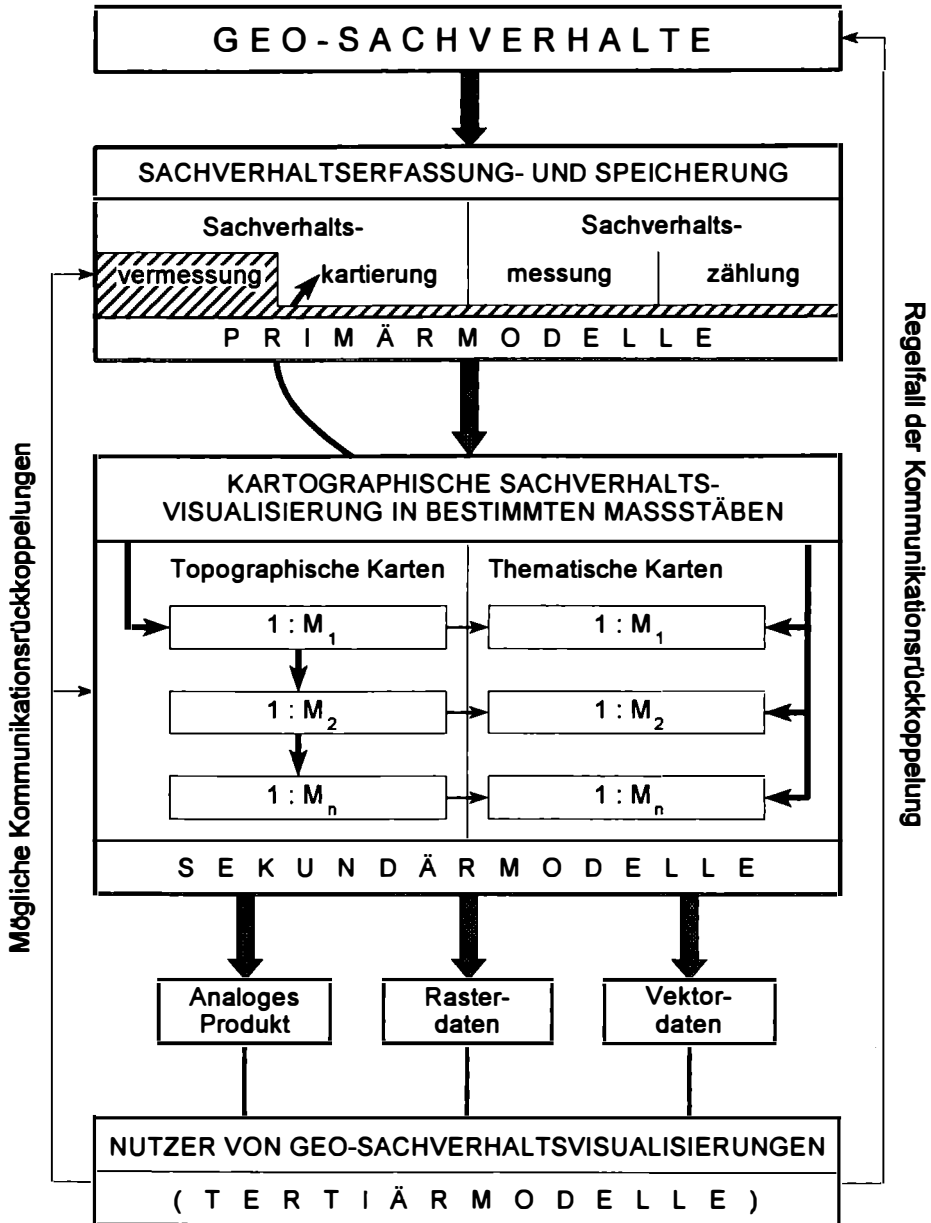 GEO-SACHVERHALTE
SACHVERHALTSERFASSUNG- UND SPEICHERUNG
Sachverhalts-
vermessung
kartierung
Sachverhalts-
messung
zählung
PRIMÄRMODELLE
KARTOGRAPHISCHE SACHVERHALTS-
VISUALISIERUNG IN BESTIMMTEN MASSSTÄBEN
Topographische Karten
Thematische Karten
1 : M1
1 : M1
1 : M2
1 : M2
1 : Mn
1 : Mn
SEKUNDÄRMODELLE
Analoges
Produkt
Raster-
daten
Vektor-
daten
NUTZER VON GEO-SACHVERHALTSVISUALISIERUNGEN
(TERTIÄRMODELLE)
Mögliche Kommunikationsrückkoppelungen
Regelfall der Kommunikationsrückkoppelung